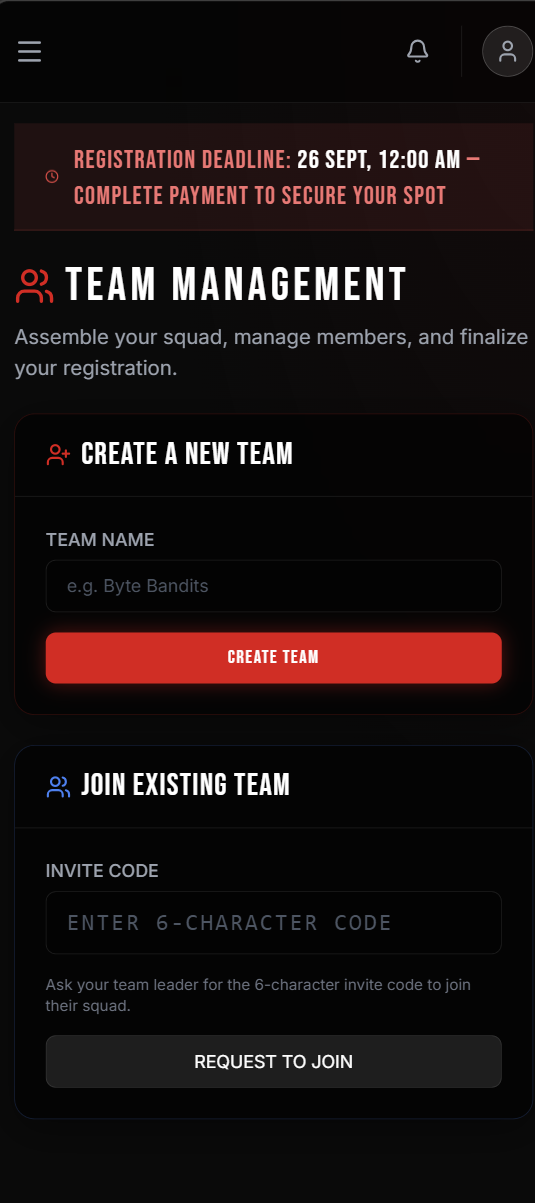 REGISTRATION DEADLINE: 26 SEPT, 12:00 AM —
COMPLETE PAYMENT TO SECURE YOUR SPOT
TEAM MANAGEMENT
Assemble your squad, manage members, and finalize
your registration.
CREATE A NEW TEAM
TEAM NAME
e.g. Byte Bandits
CREATE TEAM
JOIN EXISTING TEAM
INVITE CODE
ENTER 6-CHARACTER CODE
Ask your team leader for the 6-character invite code to join
their squad.
REQUEST TO JOIN